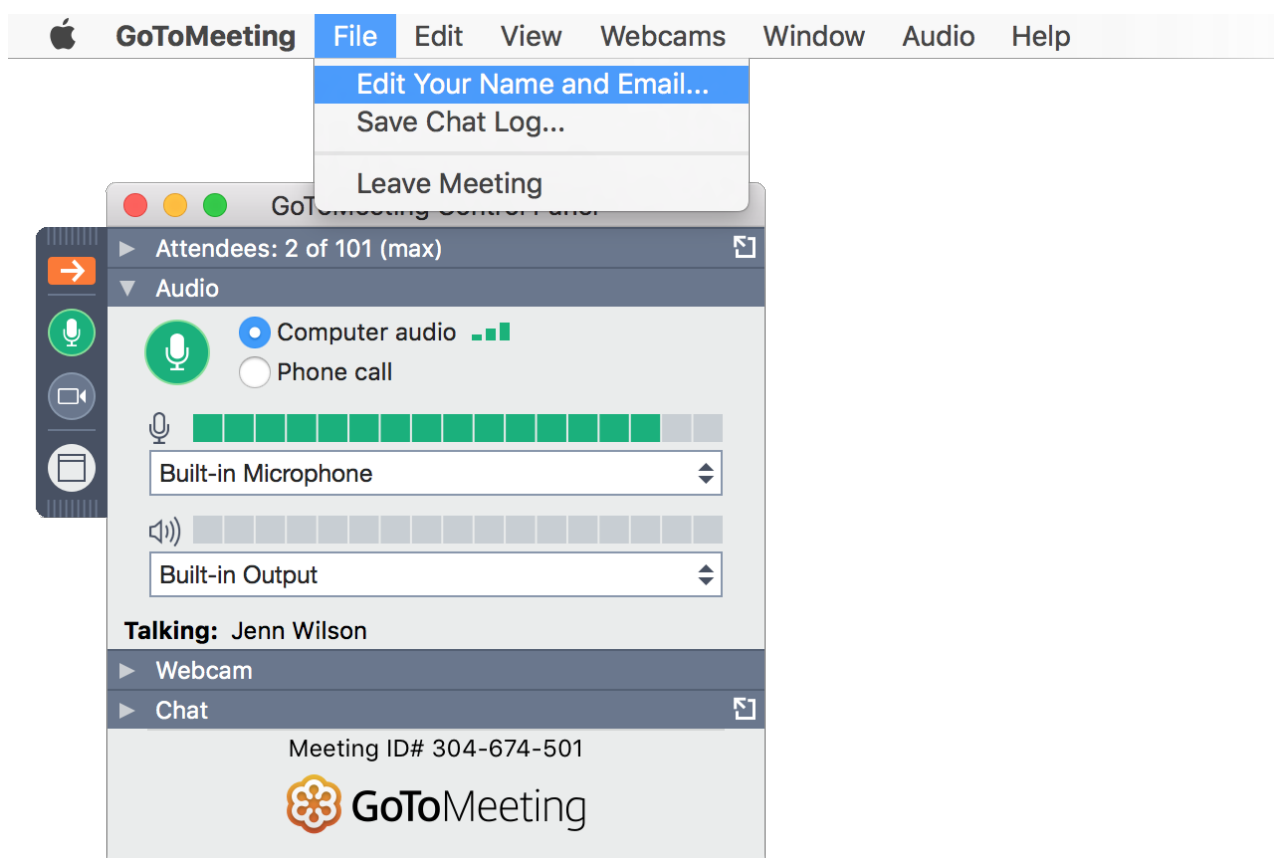 GoToMeeting File Edit View Webcams Window Audio Help
Edit Your Name and Email...
Save Chat Log...
Leave Meeting
Attendees: 2 of 101 (max)
Audio
Computer audio
Phone call
Built-in Microphone
Built-in Output
Talking: Jenn Wilson
Webcam
Chat
Meeting ID# 304-674-501
GoToMeeting